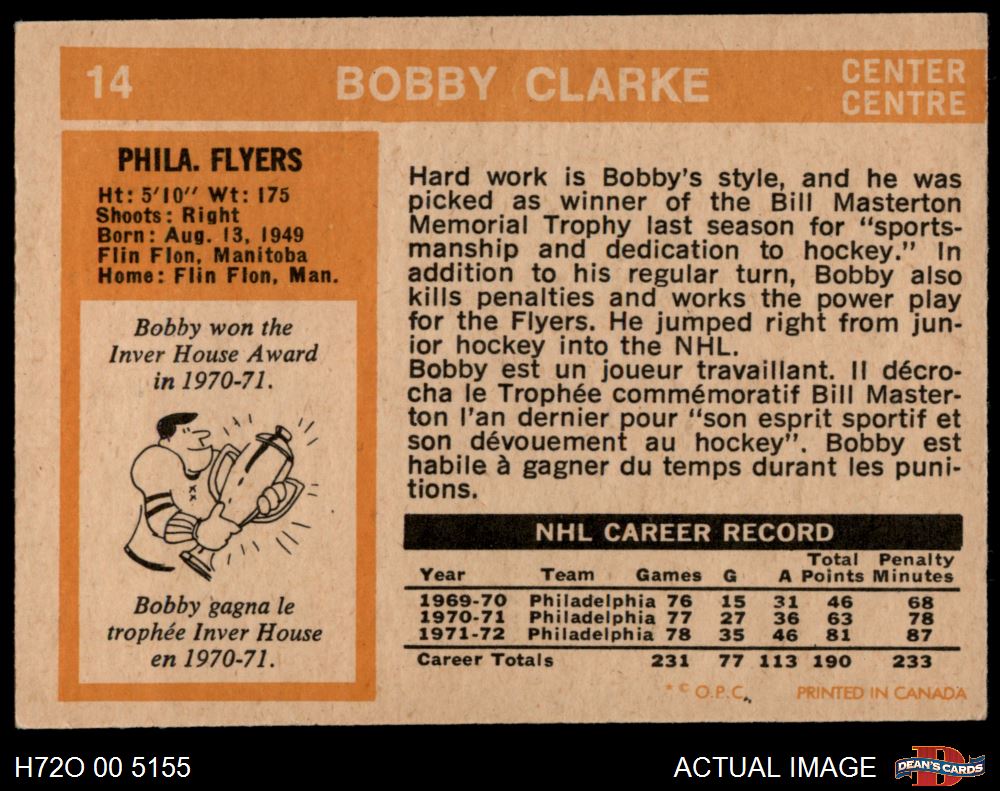 14 BOBBY CLARKE CENTER
CENTRE
PHILA. FLYERS
Ht: 5'10" Wt: 175
Shoots: Right
Born: Aug. 13, 1949
Flin Flon, Manitoba
Home: Flin Flon, Man.
Bobby won the
Inver House Award
in 1970-71.
Bobby gagna le
trophée Inver House
en 1970-71.
Hard work is Bobby's style, and he was
picked as winner of the Bill Masterton
Memorial Trophy last season for "sports-
manship and dedication to hockey." In
addition to his regular turn, Bobby also
kills penalties and works the power play
for the Flyers. He jumped right from jun-
ior hockey into the NHL.
Bobby est un joueur travaillant. Il décro-
cha le Trophée commémoratif Bill Master-
ton l'an dernier pour "son esprit sportif et
son dévouement au hockey". Bobby est
habile à gagner du temps durant les puni-
tions.
NHL CAREER RECORD
Year Team Games G A Total Points Penalty Minutes
1969-70 Philadelphia 76 15 31 46 68
1970-71 Philadelphia 77 27 36 63 78
1971-72 Philadelphia 78 35 46 81 87
Career Totals 231 77 113 190 233
* © O.P.C. PRINTED IN CANADA
H72O 00 5155 ACTUAL IMAGE DEAN'S CARDS